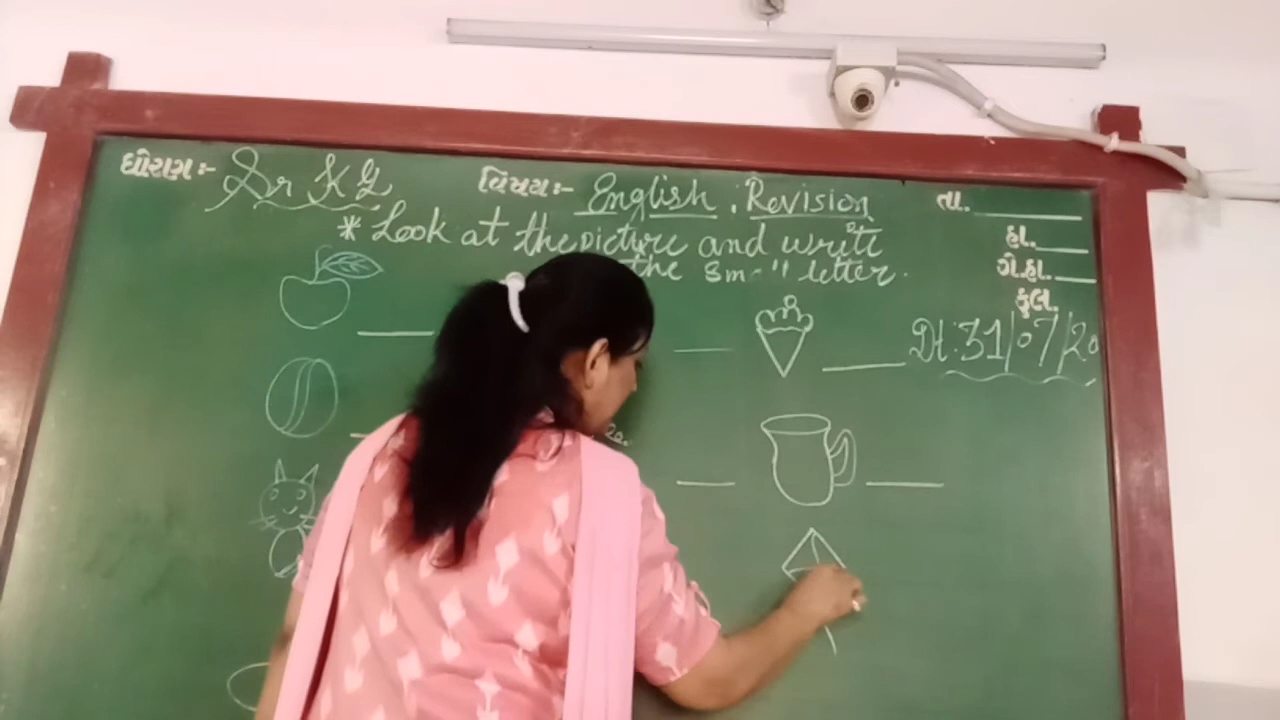 ધોરણઃ- Sr KG વિષયઃ- English : Revision તા.
* Look at the picture and write
the small letter.
હા.
ગે.હા.
કુલ.
Dt:31/07/20